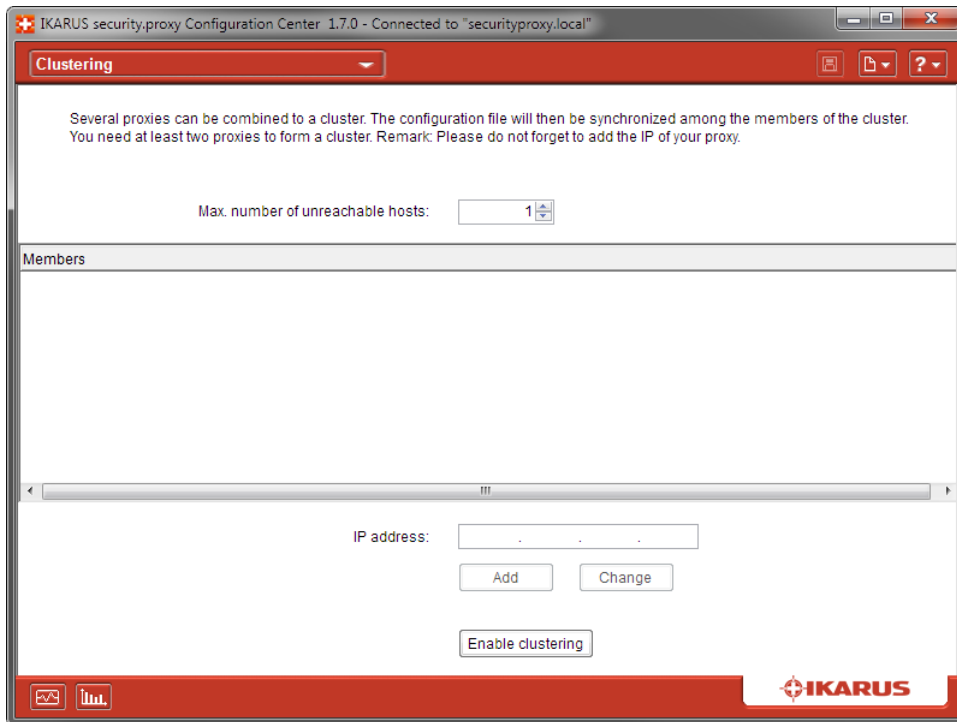 IKARUS security.proxy Configuration Center 1.7.0 - Connected to "securityproxy.local"
Clustering
?
Several proxies can be combined to a cluster. The configuration file will then be synchronized among the members of the cluster.
You need at least two proxies to form a cluster. Remark: Please do not forget to add the IP of your proxy.
Max. number of unreachable hosts: 1
Members
IP address: . . .
Add Change
Enable clustering
IKARUS